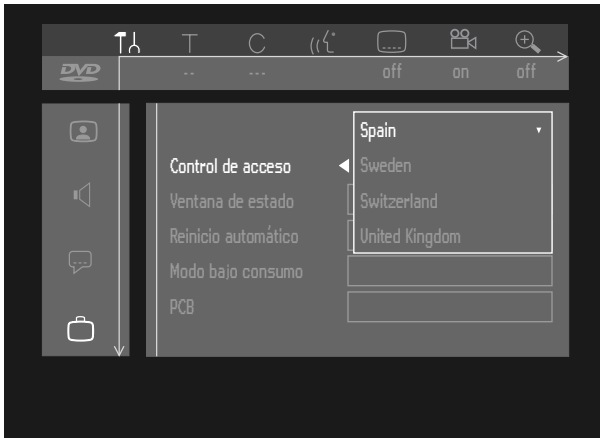 T C
DVD -- --- off on off
Spain
Control de acceso Sweden
Ventana de estado Switzerland
Reinicio automático United Kingdom
Modo bajo consumo
PCB